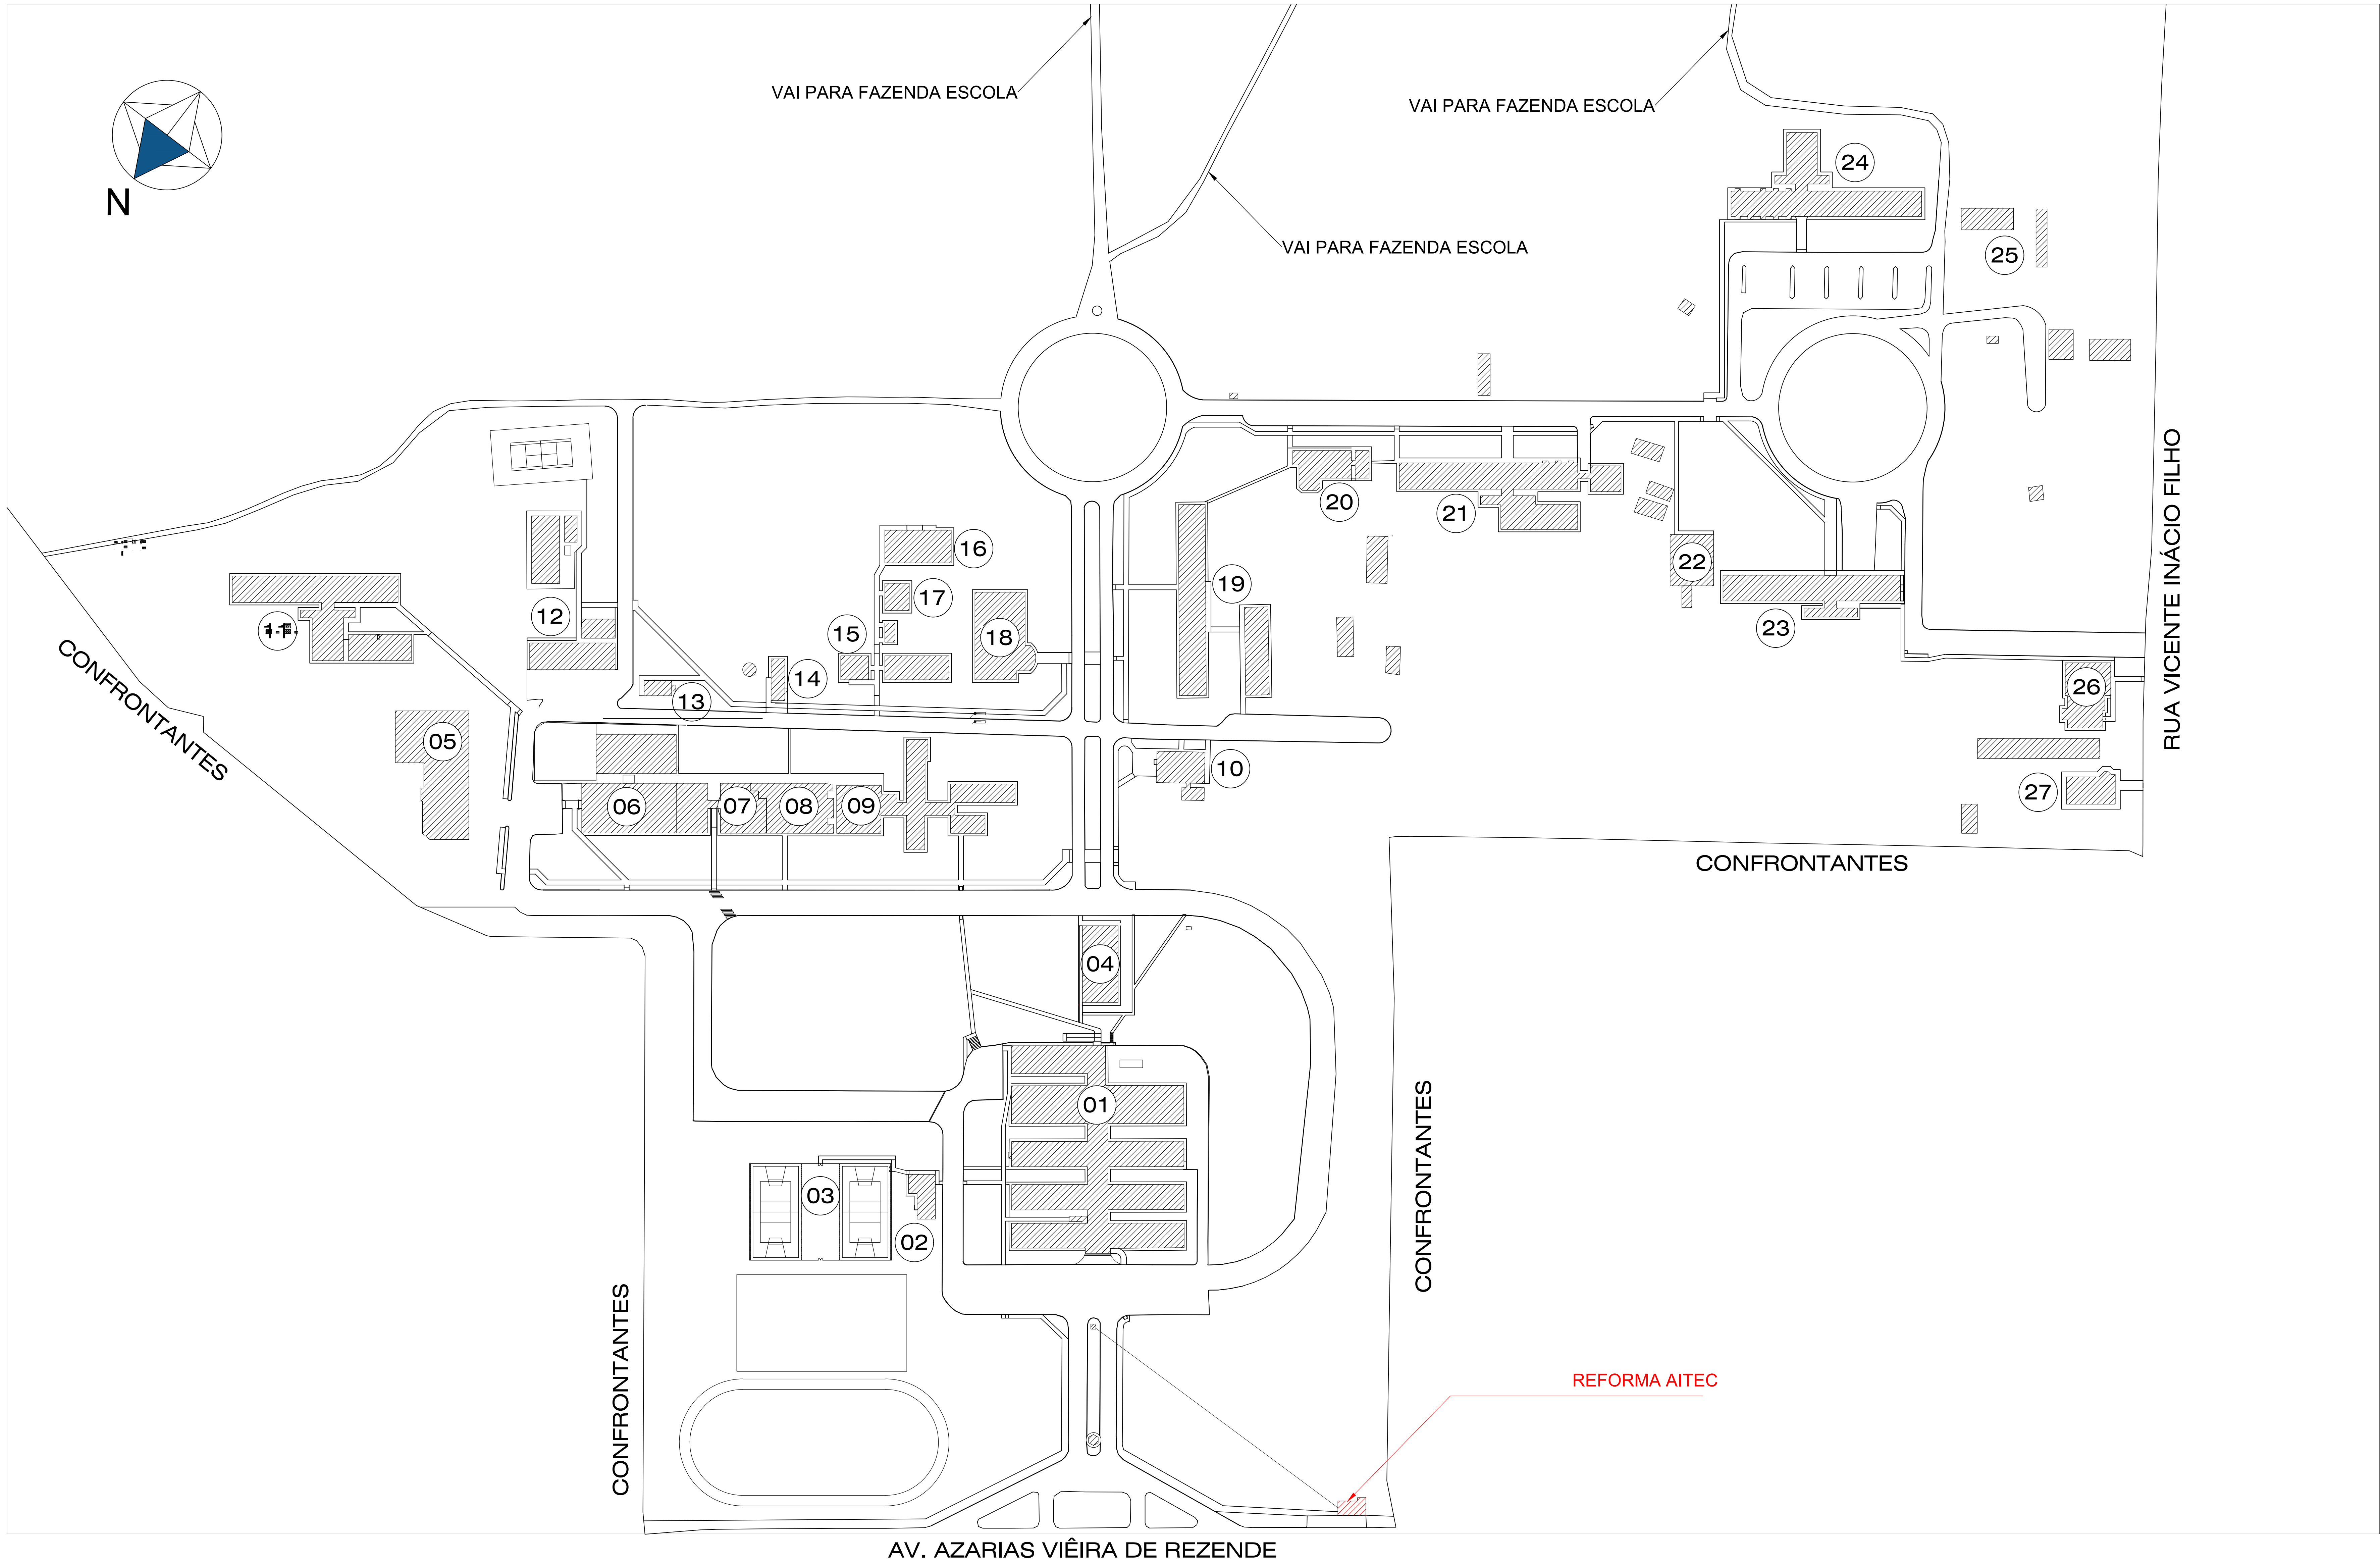 VAI PARA FAZENDA ESCOLA
VAI PARA FAZENDA ESCOLA
24
N
VAI PARA FAZENDA ESCOLA
25
20
21
16
22
19
17
12
11
15
18
23
14
13
26
RUA VICENTE INÁCIO FILHO
CONFRONTANTES
05
10
27
06
07
08
09
CONFRONTANTES
04
01
03
02
CONFRONTANTES
CONFRONTANTES
REFORMA AITEC
AV. AZARIAS VIÊIRA DE REZENDE